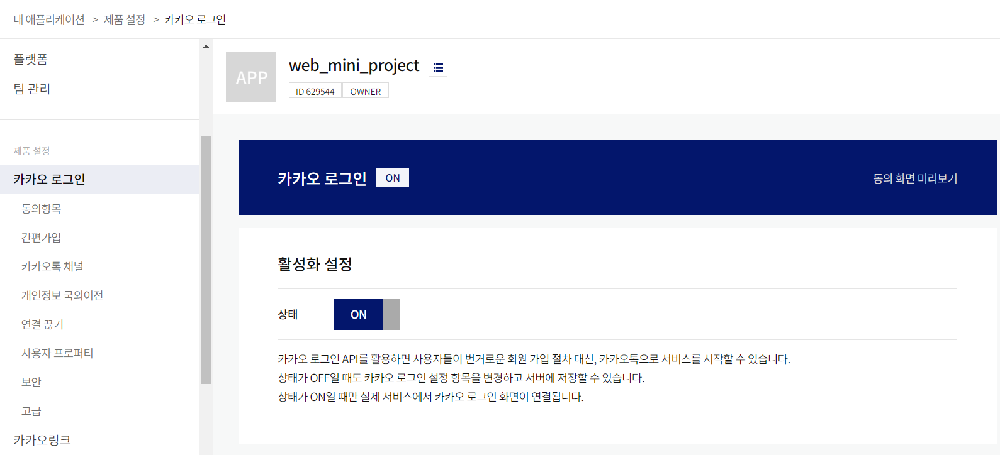 내 애플리케이션 > 제품 설정 > 카카오 로그인
플랫폼
팀 관리
제품 설정
카카오 로그인
동의항목
간편가입
카카오톡 채널
개인정보 국외이전
연결 끊기
사용자 프로퍼티
보안
고급
카카오링크
APP
web_mini_project
ID 629544 OWNER
카카오 로그인 ON
동의 화면 미리보기
활성화 설정
상태 ON
카카오 로그인 API를 활용하면 사용자들이 번거로운 회원 가입 절차 대신, 카카오톡으로 서비스를 시작할 수 있습니다.
상태가 OFF일 때도 카카오 로그인 설정 항목을 변경하고 서버에 저장할 수 있습니다.
상태가 ON일 때만 실제 서비스에서 카카오 로그인 화면이 연결됩니다.